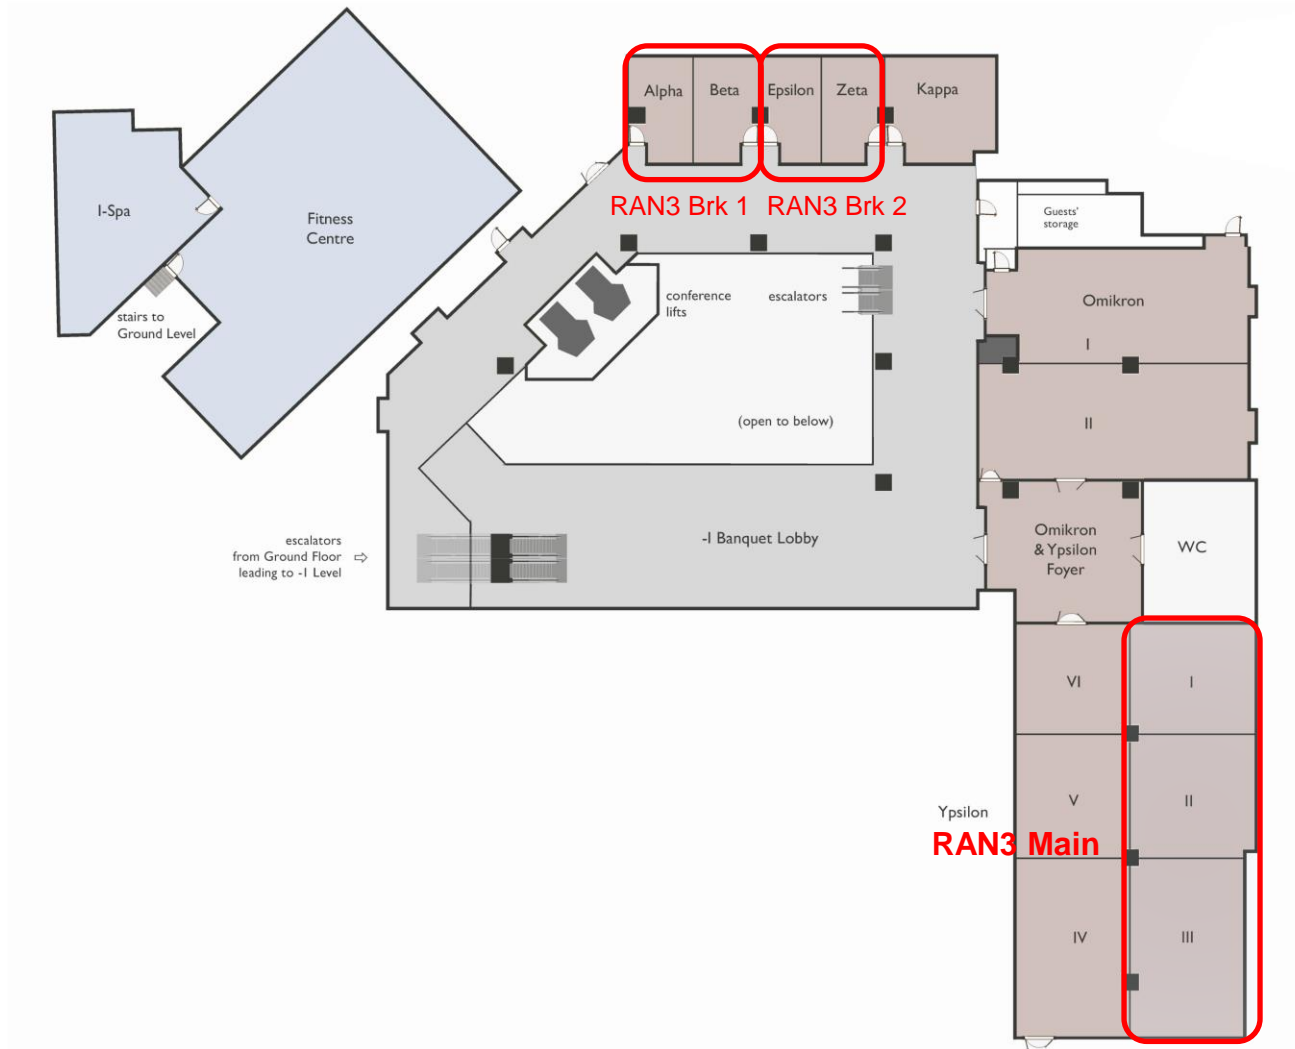 Alpha
Beta
Epsilon
Zeta
Kappa
RAN3 Brk 1
RAN3 Brk 2
I-Spa
Fitness
Centre
Guests'
storage
stairs to
Ground Level
conference
lifts
escalators
Omikron
I
II
(open to below)
escalators
from Ground Floor
leading to -1 Level
-1 Banquet Lobby
Omikron
& Ypsilon
Foyer
WC
VI
I
V
II
Ypsilon
RAN3 Main
IV
III